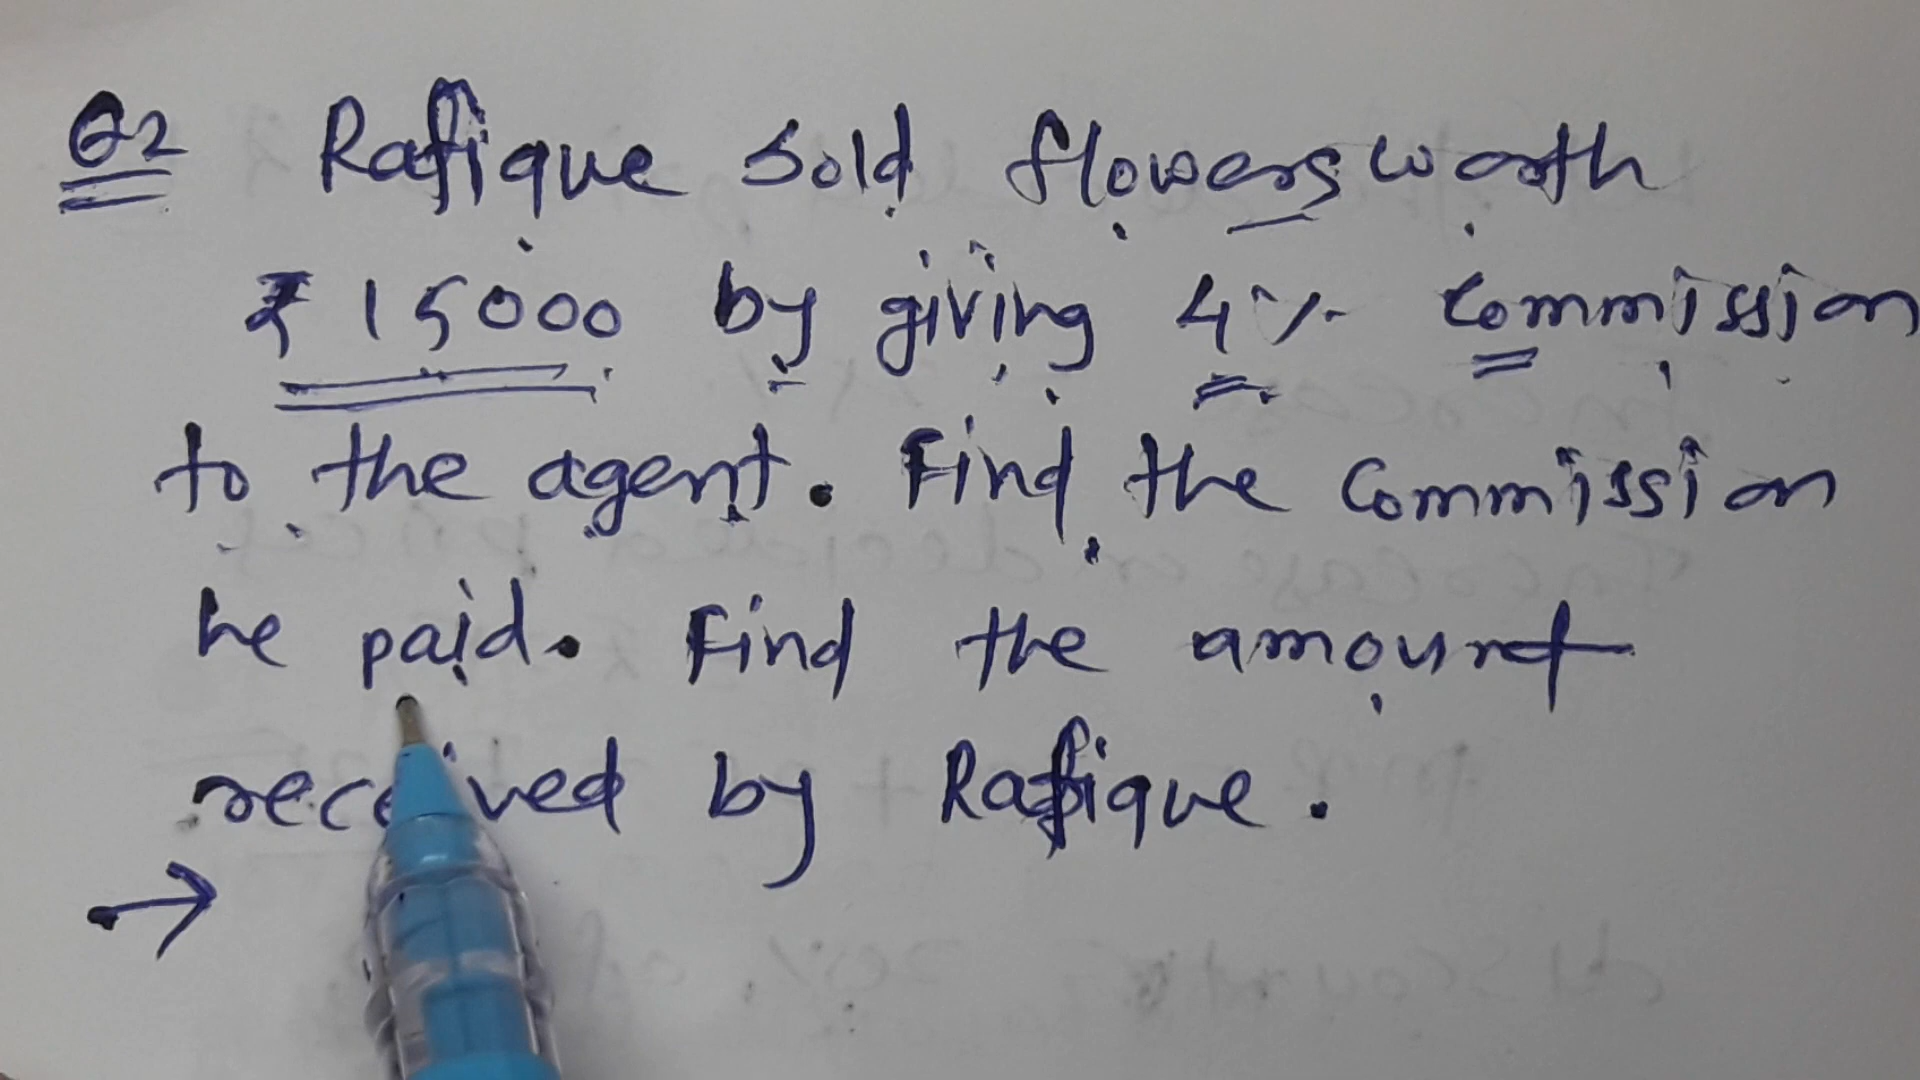 Q2 Rafique sold flowers worth
₹ 15000 by giving 4% commission
to the agent. Find the commission
he paid. Find the amount
received by Rafique.
→